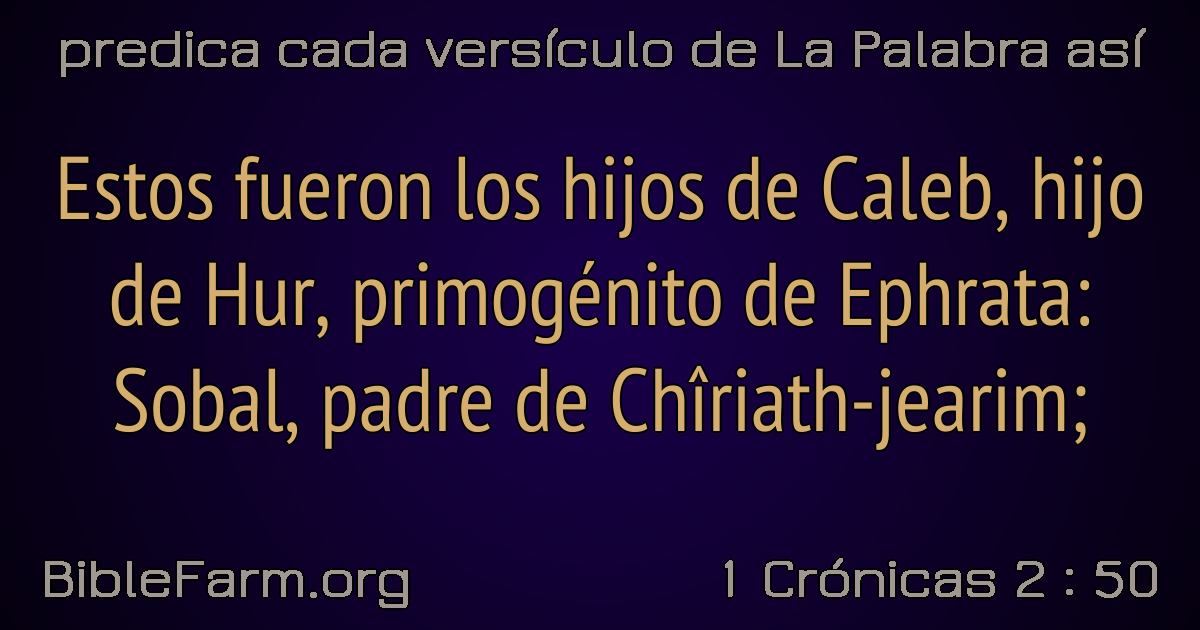 predica cada versículo de La Palabra así
Estos fueron los hijos de Caleb, hijo
de Hur, primogénito de Ephrata:
Sobal, padre de Chîriath-jearim;
BibleFarm.org
1 Crónicas 2 : 50